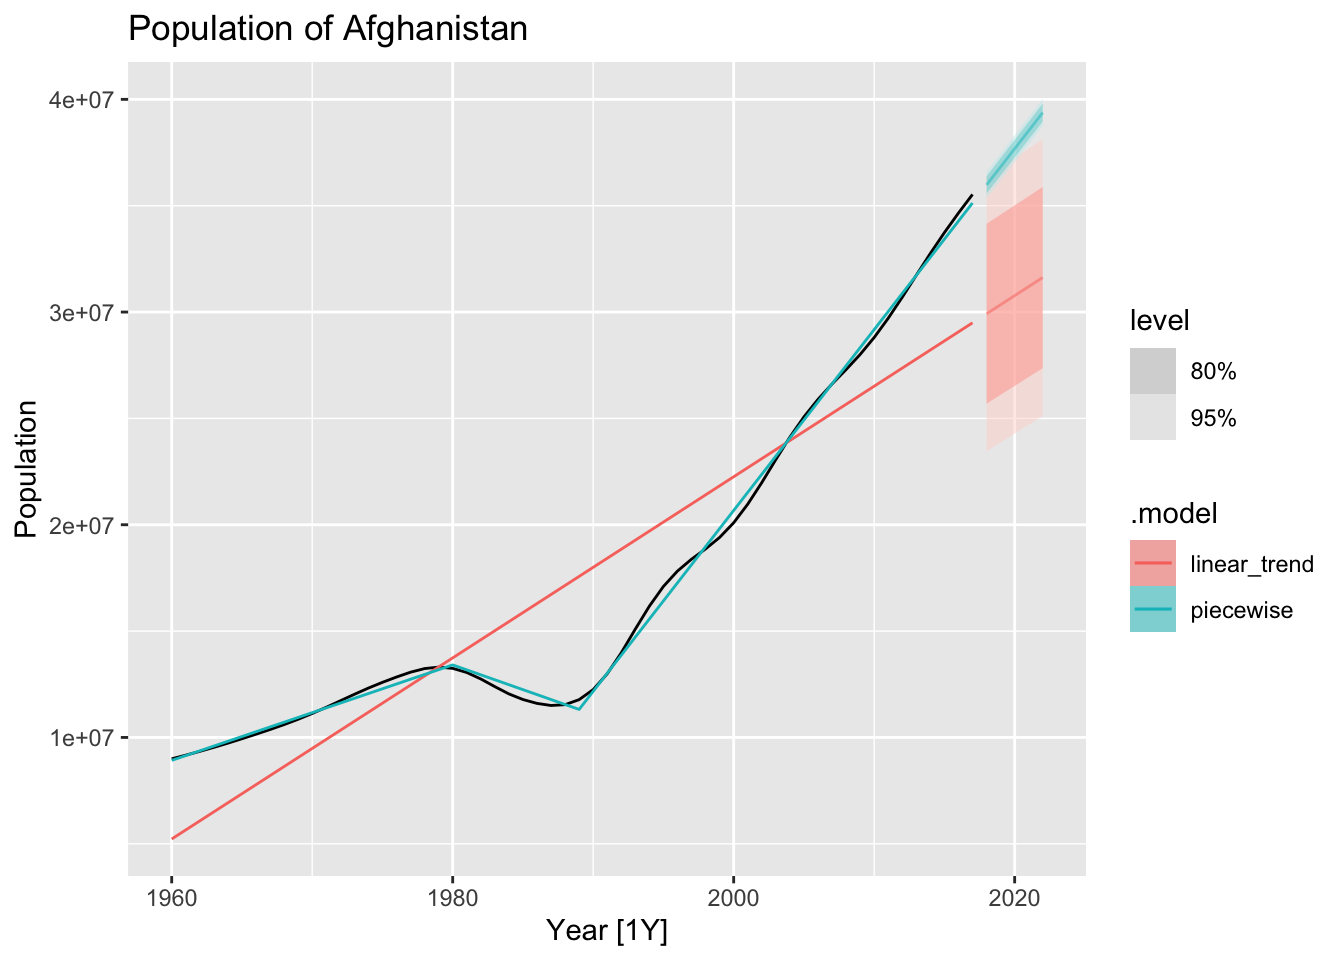 Population of Afghanistan
4e+07
3e+07
2e+07
1e+07
Population
1960
1980
2000
2020
Year [1Y]
level
80%
95%
.model
linear_trend
piecewise